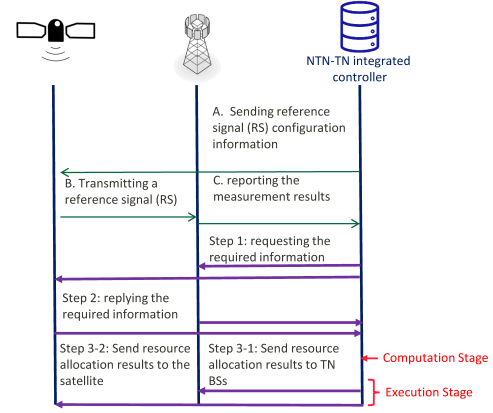 NTN-TN integrated
controller
A. Sending reference
signal (RS) configuration
information
B. Transmitting a
reference signal (RS)
C. reporting the
measurement results
Step 1: requesting the
required information
Step 2: replying the
required information
Step 3-2: Send resource
allocation results to the
satellite
Step 3-1: Send resource
allocation results to TN
BSs
Computation Stage
Execution Stage